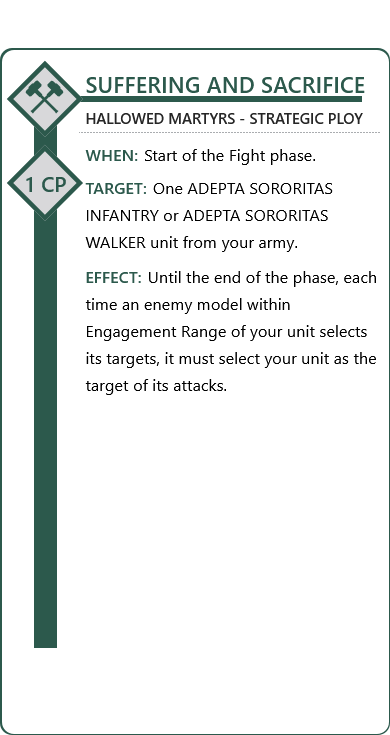 SUFFERING AND SACRIFICE
HALLOWED MARTYRS - STRATEGIC PLOY
WHEN: Start of the Fight phase.
1 CP
TARGET: One ADEPTA SORORITAS
INFANTRY or ADEPTA SORORITAS
WALKER unit from your army.
EFFECT: Until the end of the phase, each
time an enemy model within
Engagement Range of your unit selects
its targets, it must select your unit as the
target of its attacks.